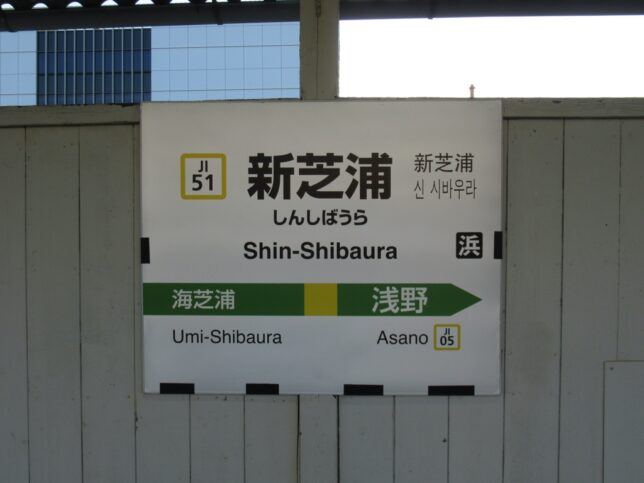 JI
51
新芝浦
新芝浦
신 시바우라
しんしばうら
Shin-Shibaura
浜
海芝浦
浅野
Umi-Shibaura
Asano
JI
05